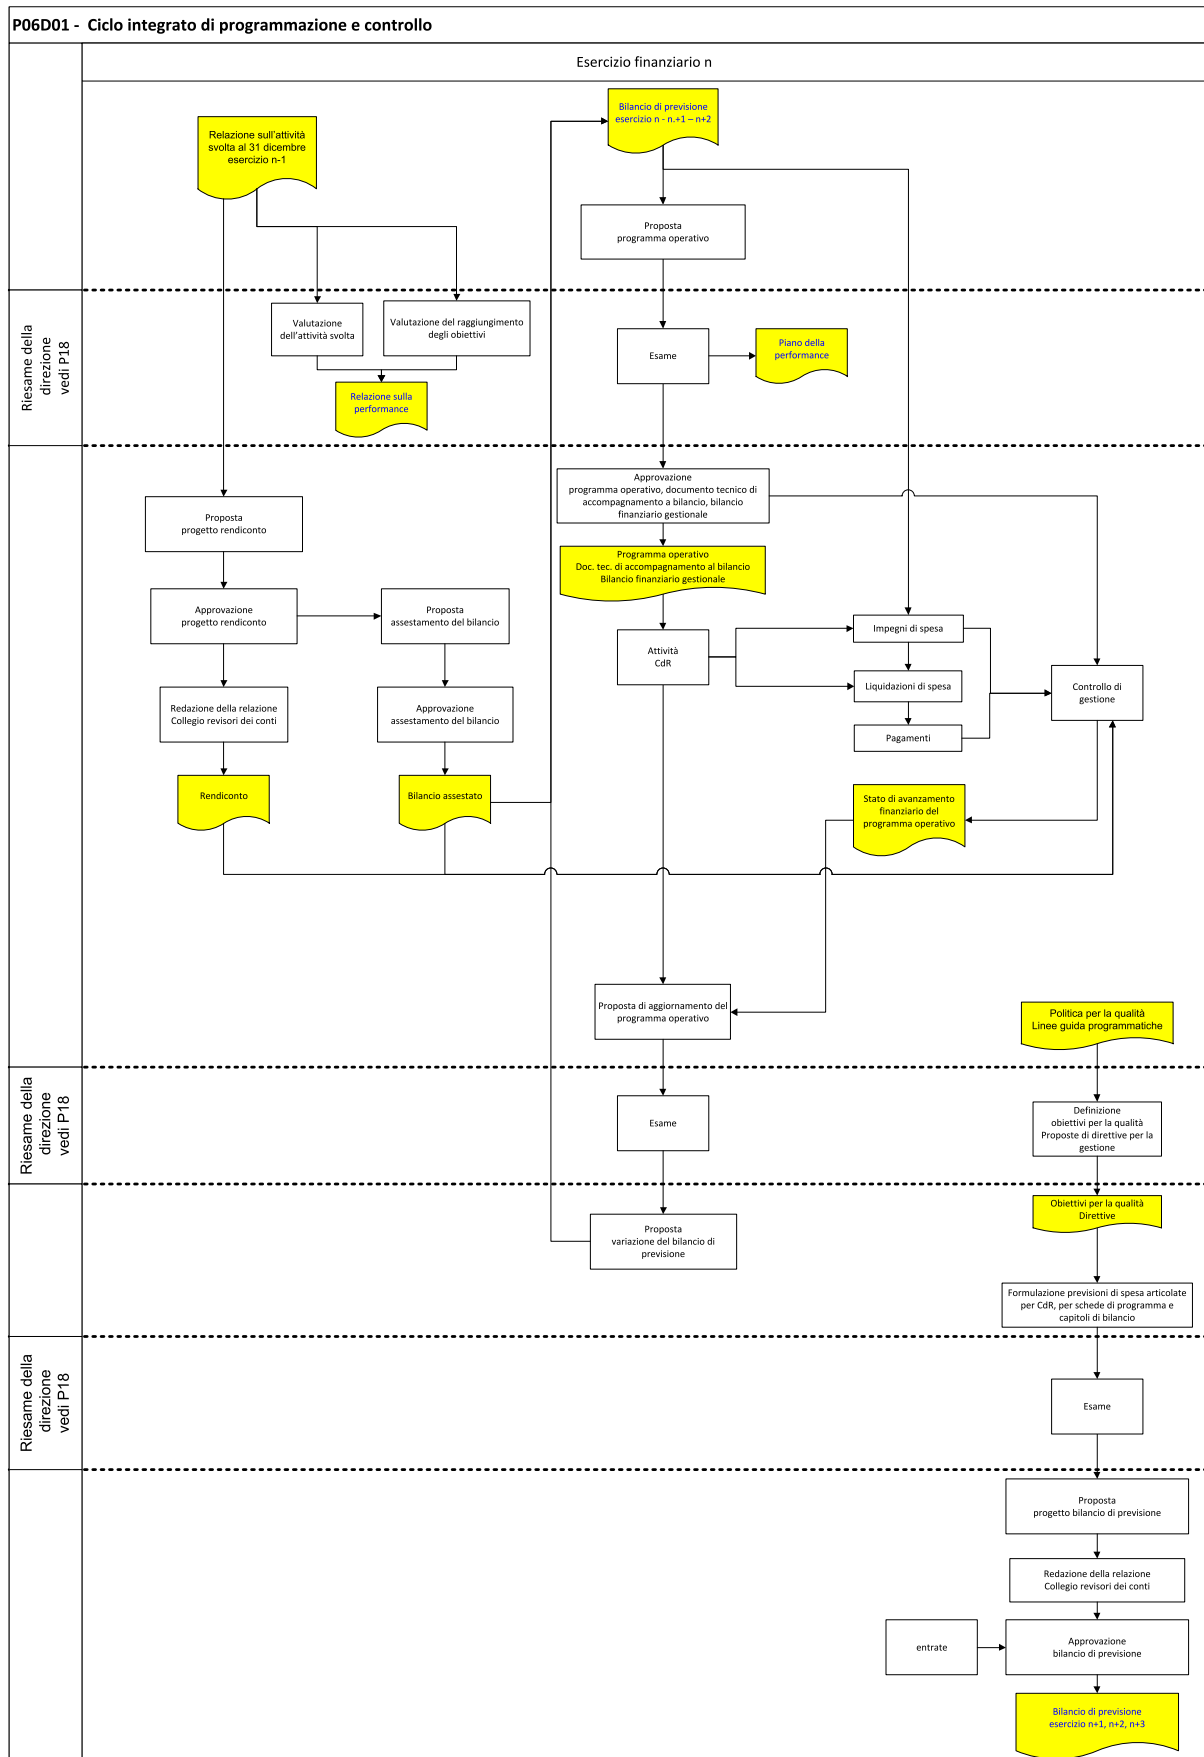 P06D01 - Ciclo integrato di programmazione e controllo
Esercizio finanziario n
Bilancio di previsione
esercizio n - n.+1 – n+2
Relazione sull'attività
svolta al 31 dicembre
esercizio n-1
Proposta
programma operativo
Riesame della
direzione
vedi P18
Valutazione
dell'attività svolta
Valutazione del raggiungimento
degli obiettivi
Esame
Piano della
performance
Relazione sulla
performance
Approvazione
programma operativo, documento tecnico di
accompagnamento a bilancio, bilancio
finanziario gestionale
Proposta
progetto rendiconto
Programma operativo
Doc. tec. di accompagnamento al bilancio
Bilancio finanziario gestionale
Approvazione
progetto rendiconto
Proposta
assestamento del bilancio
Attività
CdR
Impegni di spesa
Liquidazioni di spesa
Pagamenti
Controllo di
gestione
Redazione della relazione
Collegio revisori dei conti
Approvazione
assestamento del bilancio
Rendiconto
Bilancio assestato
Stato di avanzamento
finanziario del
programma operativo
Proposta di aggiornamento del
programma operativo
Politica per la qualità
Linee guida programmatiche
Riesame della
direzione
vedi P18
Esame
Definizione
obiettivi per la qualità
Proposte di direttive per la
gestione
Obiettivi per la qualità
Direttive
Proposta
variazione del bilancio di
previsione
Formulazione previsioni di spesa articolate
per CdR, per schede di programma e
capitoli di bilancio
Riesame della
direzione
vedi P18
Esame
Proposta
progetto bilancio di previsione
Redazione della relazione
Collegio revisori dei conti
entrate
Approvazione
bilancio di previsione
Bilancio di previsione
esercizio n+1, n+2, n+3